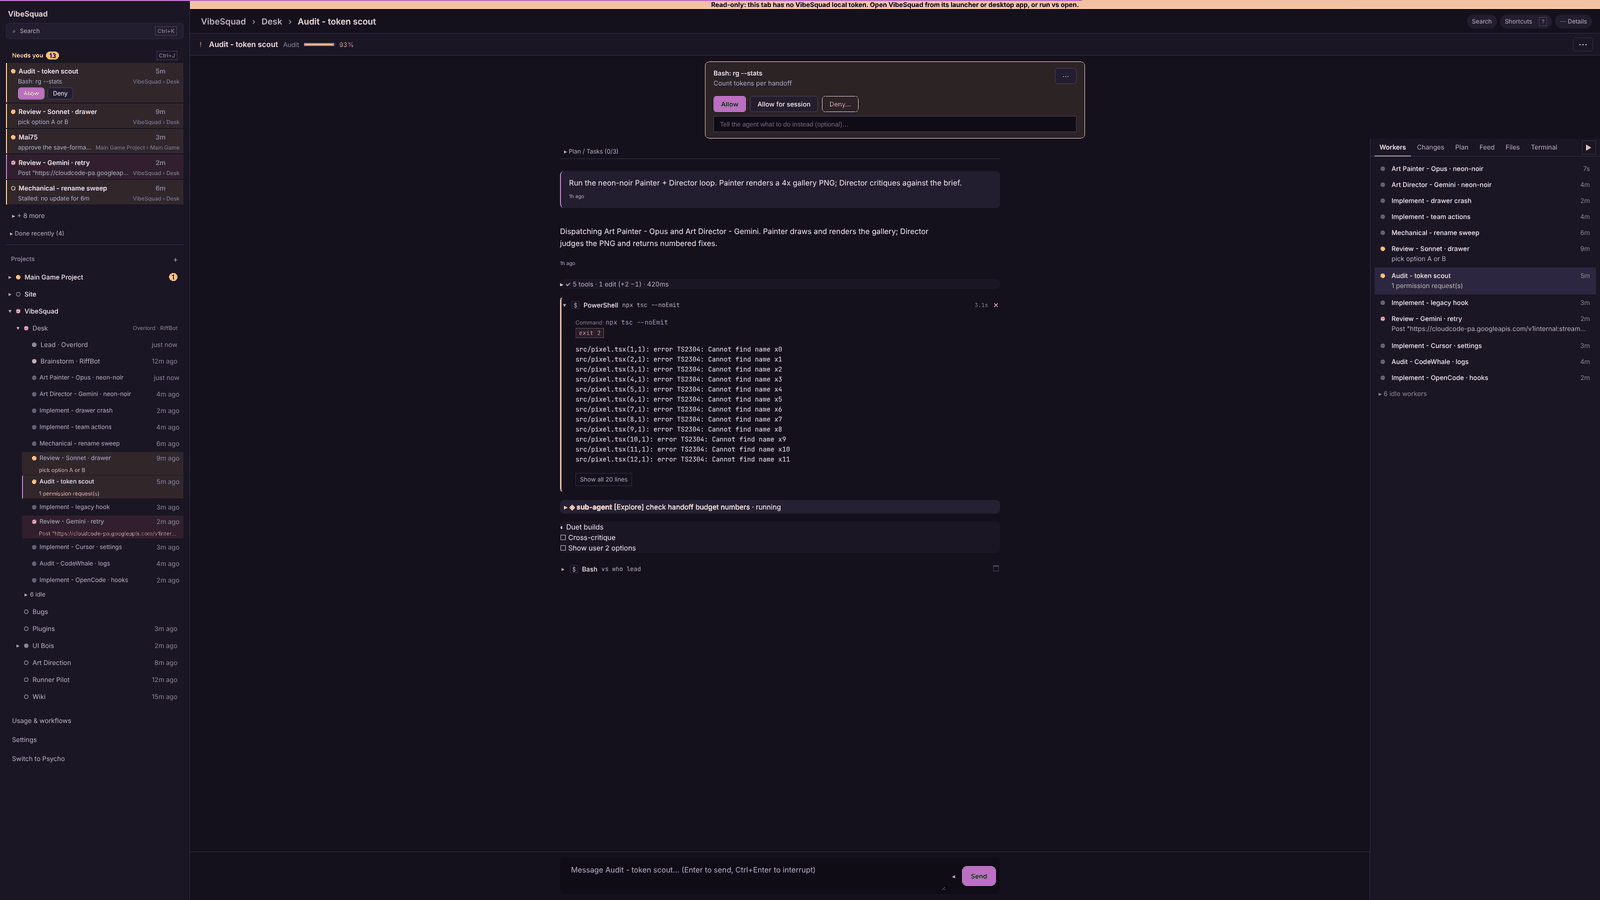 Read-only: this tab has no VibeSquad local token. Open VibeSquad from its launcher or desktop app, or run vs open.
VibeSquad
Search Ctrl+K
Needs you 13 Ctrl+J
Audit - token scout 5m
Bash: rg --stats VibeSquad › Desk
Allow Deny
Review - Sonnet · drawer 9m
pick option A or B VibeSquad › Desk
Mai75 3m
approve the save-forma... Main Game Project › Main Game
Review - Gemini · retry 2m
Post "https://cloudcode-pa.googleap... VibeSquad › Desk
Mechanical - rename sweep 6m
Stalled: no update for 6m VibeSquad › Desk
+ 8 more
Done recently (4)
Projects +
Main Game Project 1
Site
VibeSquad
Desk Overlord · RiffBot
Lead · Overlord just now
Brainstorm · RiffBot 12m ago
Art Painter - Opus · neon-noir just now
Art Director - Gemini · neon-noir 4m ago
Implement - drawer crash 2m ago
Implement - team actions 4m ago
Mechanical - rename sweep 6m ago
Review - Sonnet · drawer 9m ago
pick option A or B
Audit - token scout 5m ago
1 permission request(s)
Implement - legacy hook 3m ago
Review - Gemini · retry 2m ago
Post "https://cloudcode-pa.googleapis.com/v1inter...
Implement - Cursor · settings 3m ago
Audit - CodeWhale · logs 4m ago
Implement - OpenCode · hooks 2m ago
6 idle
Bugs
Plugins 3m ago
UI Bois 2m ago
Art Direction 8m ago
Runner Pilot 12m ago
Wiki 15m ago
Usage & workflows
Settings
Switch to Psycho
VibeSquad › Desk › Audit - token scout
Search Shortcuts ? ··· Details
! Audit - token scout Audit 93% ···
Bash: rg --stats ···
Count tokens per handoff
Allow Allow for session Deny...
Tell the agent what to do instead (optional)...
Plan / Tasks (0/3)
Run the neon-noir Painter + Director loop. Painter renders a 4x gallery PNG; Director critiques against the brief.
1h ago
Dispatching Art Painter - Opus and Art Director - Gemini. Painter draws and renders the gallery; Director
judges the PNG and returns numbered fixes.
1h ago
✓ 5 tools · 1 edit (+2 −1) · 420ms
$ PowerShell npx tsc --noEmit 3.1s ×
Command: npx tsc --noEmit
exit 2
src/pixel.tsx(1,1): error TS2304: Cannot find name x0
src/pixel.tsx(2,1): error TS2304: Cannot find name x1
src/pixel.tsx(3,1): error TS2304: Cannot find name x2
src/pixel.tsx(4,1): error TS2304: Cannot find name x3
src/pixel.tsx(5,1): error TS2304: Cannot find name x4
src/pixel.tsx(6,1): error TS2304: Cannot find name x5
src/pixel.tsx(7,1): error TS2304: Cannot find name x6
src/pixel.tsx(8,1): error TS2304: Cannot find name x7
src/pixel.tsx(9,1): error TS2304: Cannot find name x8
src/pixel.tsx(10,1): error TS2304: Cannot find name x9
src/pixel.tsx(11,1): error TS2304: Cannot find name x10
src/pixel.tsx(12,1): error TS2304: Cannot find name x11
Show all 20 lines
sub-agent [Explore] check handoff budget numbers · running
Duet builds
☐ Cross-critique
☐ Show user 2 options
$ Bash vs who lead
Message Audit - token scout... (Enter to send, Ctrl+Enter to interrupt)
Send
Workers Changes Plan Feed Files Terminal
Art Painter - Opus · neon-noir 7s
Art Director - Gemini · neon-noir 4m
Implement - drawer crash 2m
Implement - team actions 4m
Mechanical - rename sweep 6m
Review - Sonnet · drawer 9m
pick option A or B
Audit - token scout 5m
1 permission request(s)
Implement - legacy hook 3m
Review - Gemini · retry 2m
Post "https://cloudcode-pa.googleapis.com/v1internal:stream...
Implement - Cursor · settings 3m
Audit - CodeWhale · logs 4m
Implement - OpenCode · hooks 2m
6 idle workers